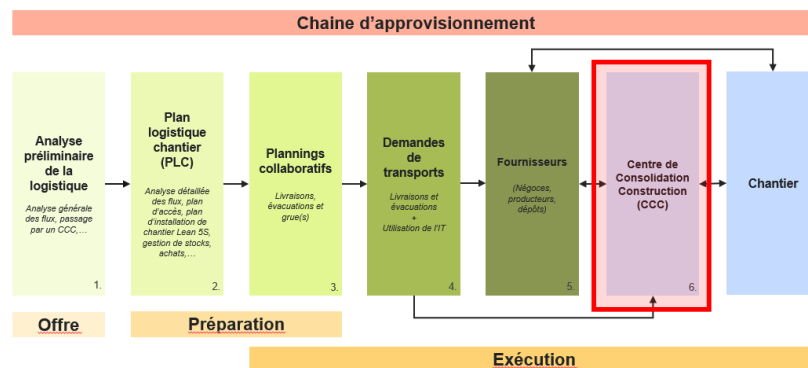 Chaine d'approvisionnement
Analyse
préliminaire
de la
logistique
Analyse générale
des flux, passage
par un CCC,…
1.
Plan
logistique
chantier
(PLC)
Analyse détaillée
des flux, plan
d'accès, plan
d'installation de
chantier Lean 5S,
gestion de stocks,
achats,…
2.
Plannings
collaboratifs
Livraisons,
évacuations et
grue(s)
3.
Demandes
de
transports
Livraisons et
évacuations
+
Utilisation de l'IT
4.
Fournisseurs
(Négoces,
producteurs,
dépôts)
5.
Centre de
Consolidation
Construction
(CCC)
6.
Chantier
Offre
Préparation
Exécution